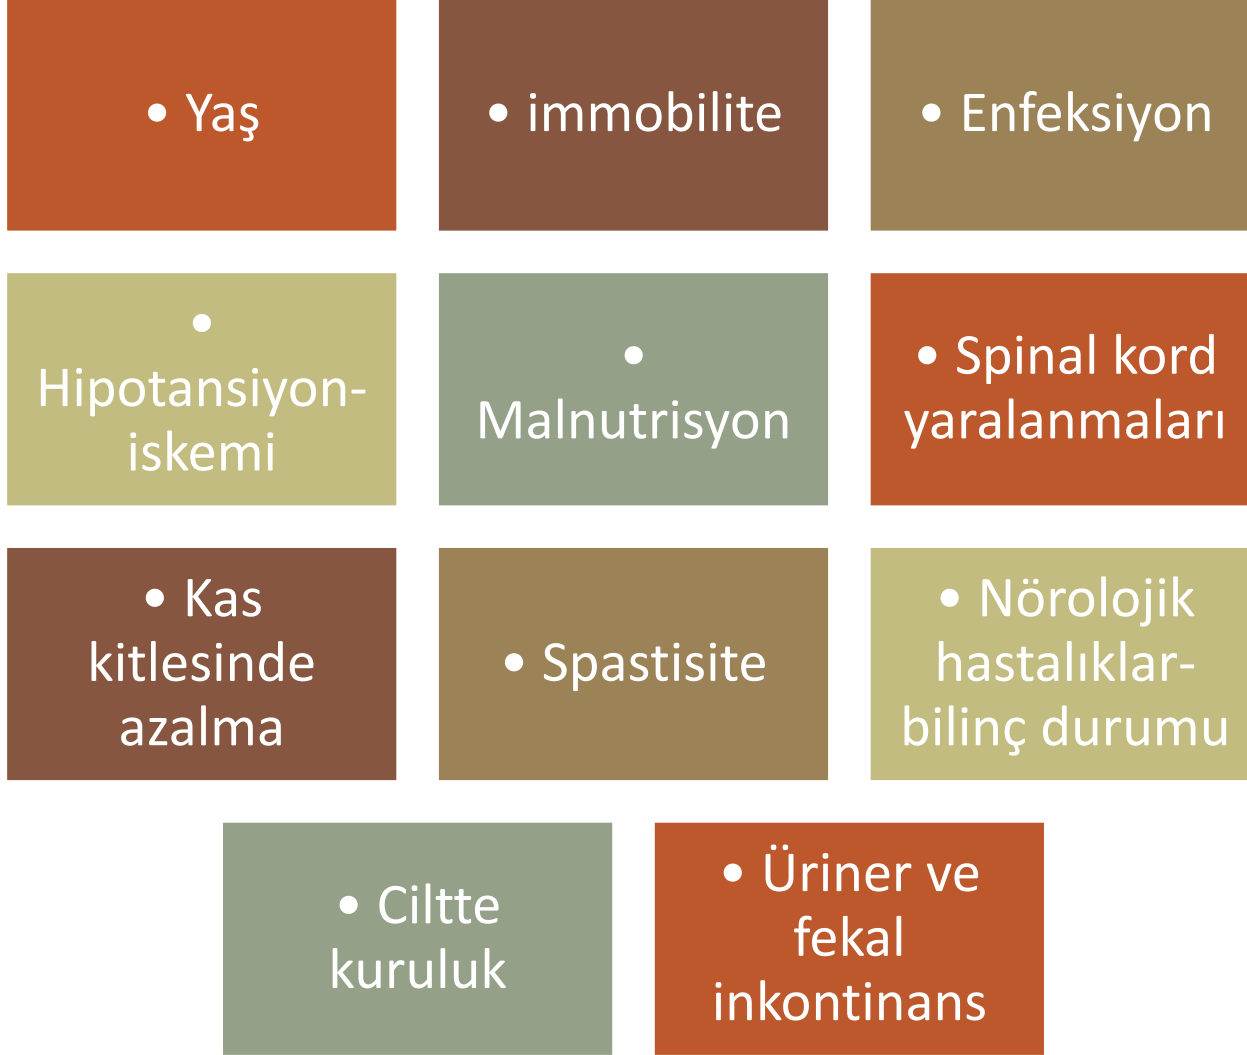 • Yaş
• immobilite
• Enfeksiyon
•
Hipotansiyon-
iskemi
•
Malnutrisyon
• Spinal kord
yaralanmaları
• Kas
kitlesinde
azalma
• Spastisite
• Nörolojik
hastalıklar-
bilinç durumu
• Ciltte
kuruluk
• Üriner ve
fekal
inkontinans